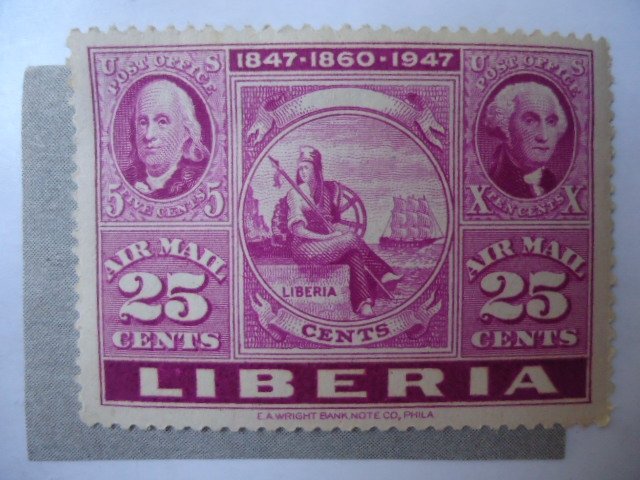 1847·1860·1947
U S
POST OFFICE
5 FIVE CENTS 5
U S
POST OFFICE
X TEN CENTS X
LIBERIA
CENTS
AIR MAIL
25
CENTS
AIR MAIL
25
CENTS
LIBERIA
E.A. WRIGHT BANK NOTE CO., PHILA